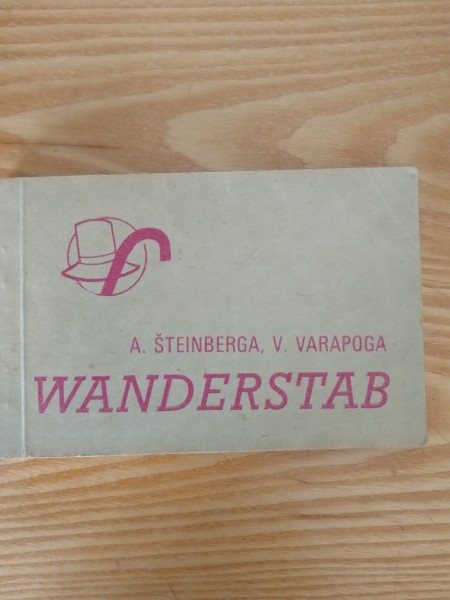 A. ŠTEINBERGA, V. VARAPOGA
WANDERSTAB